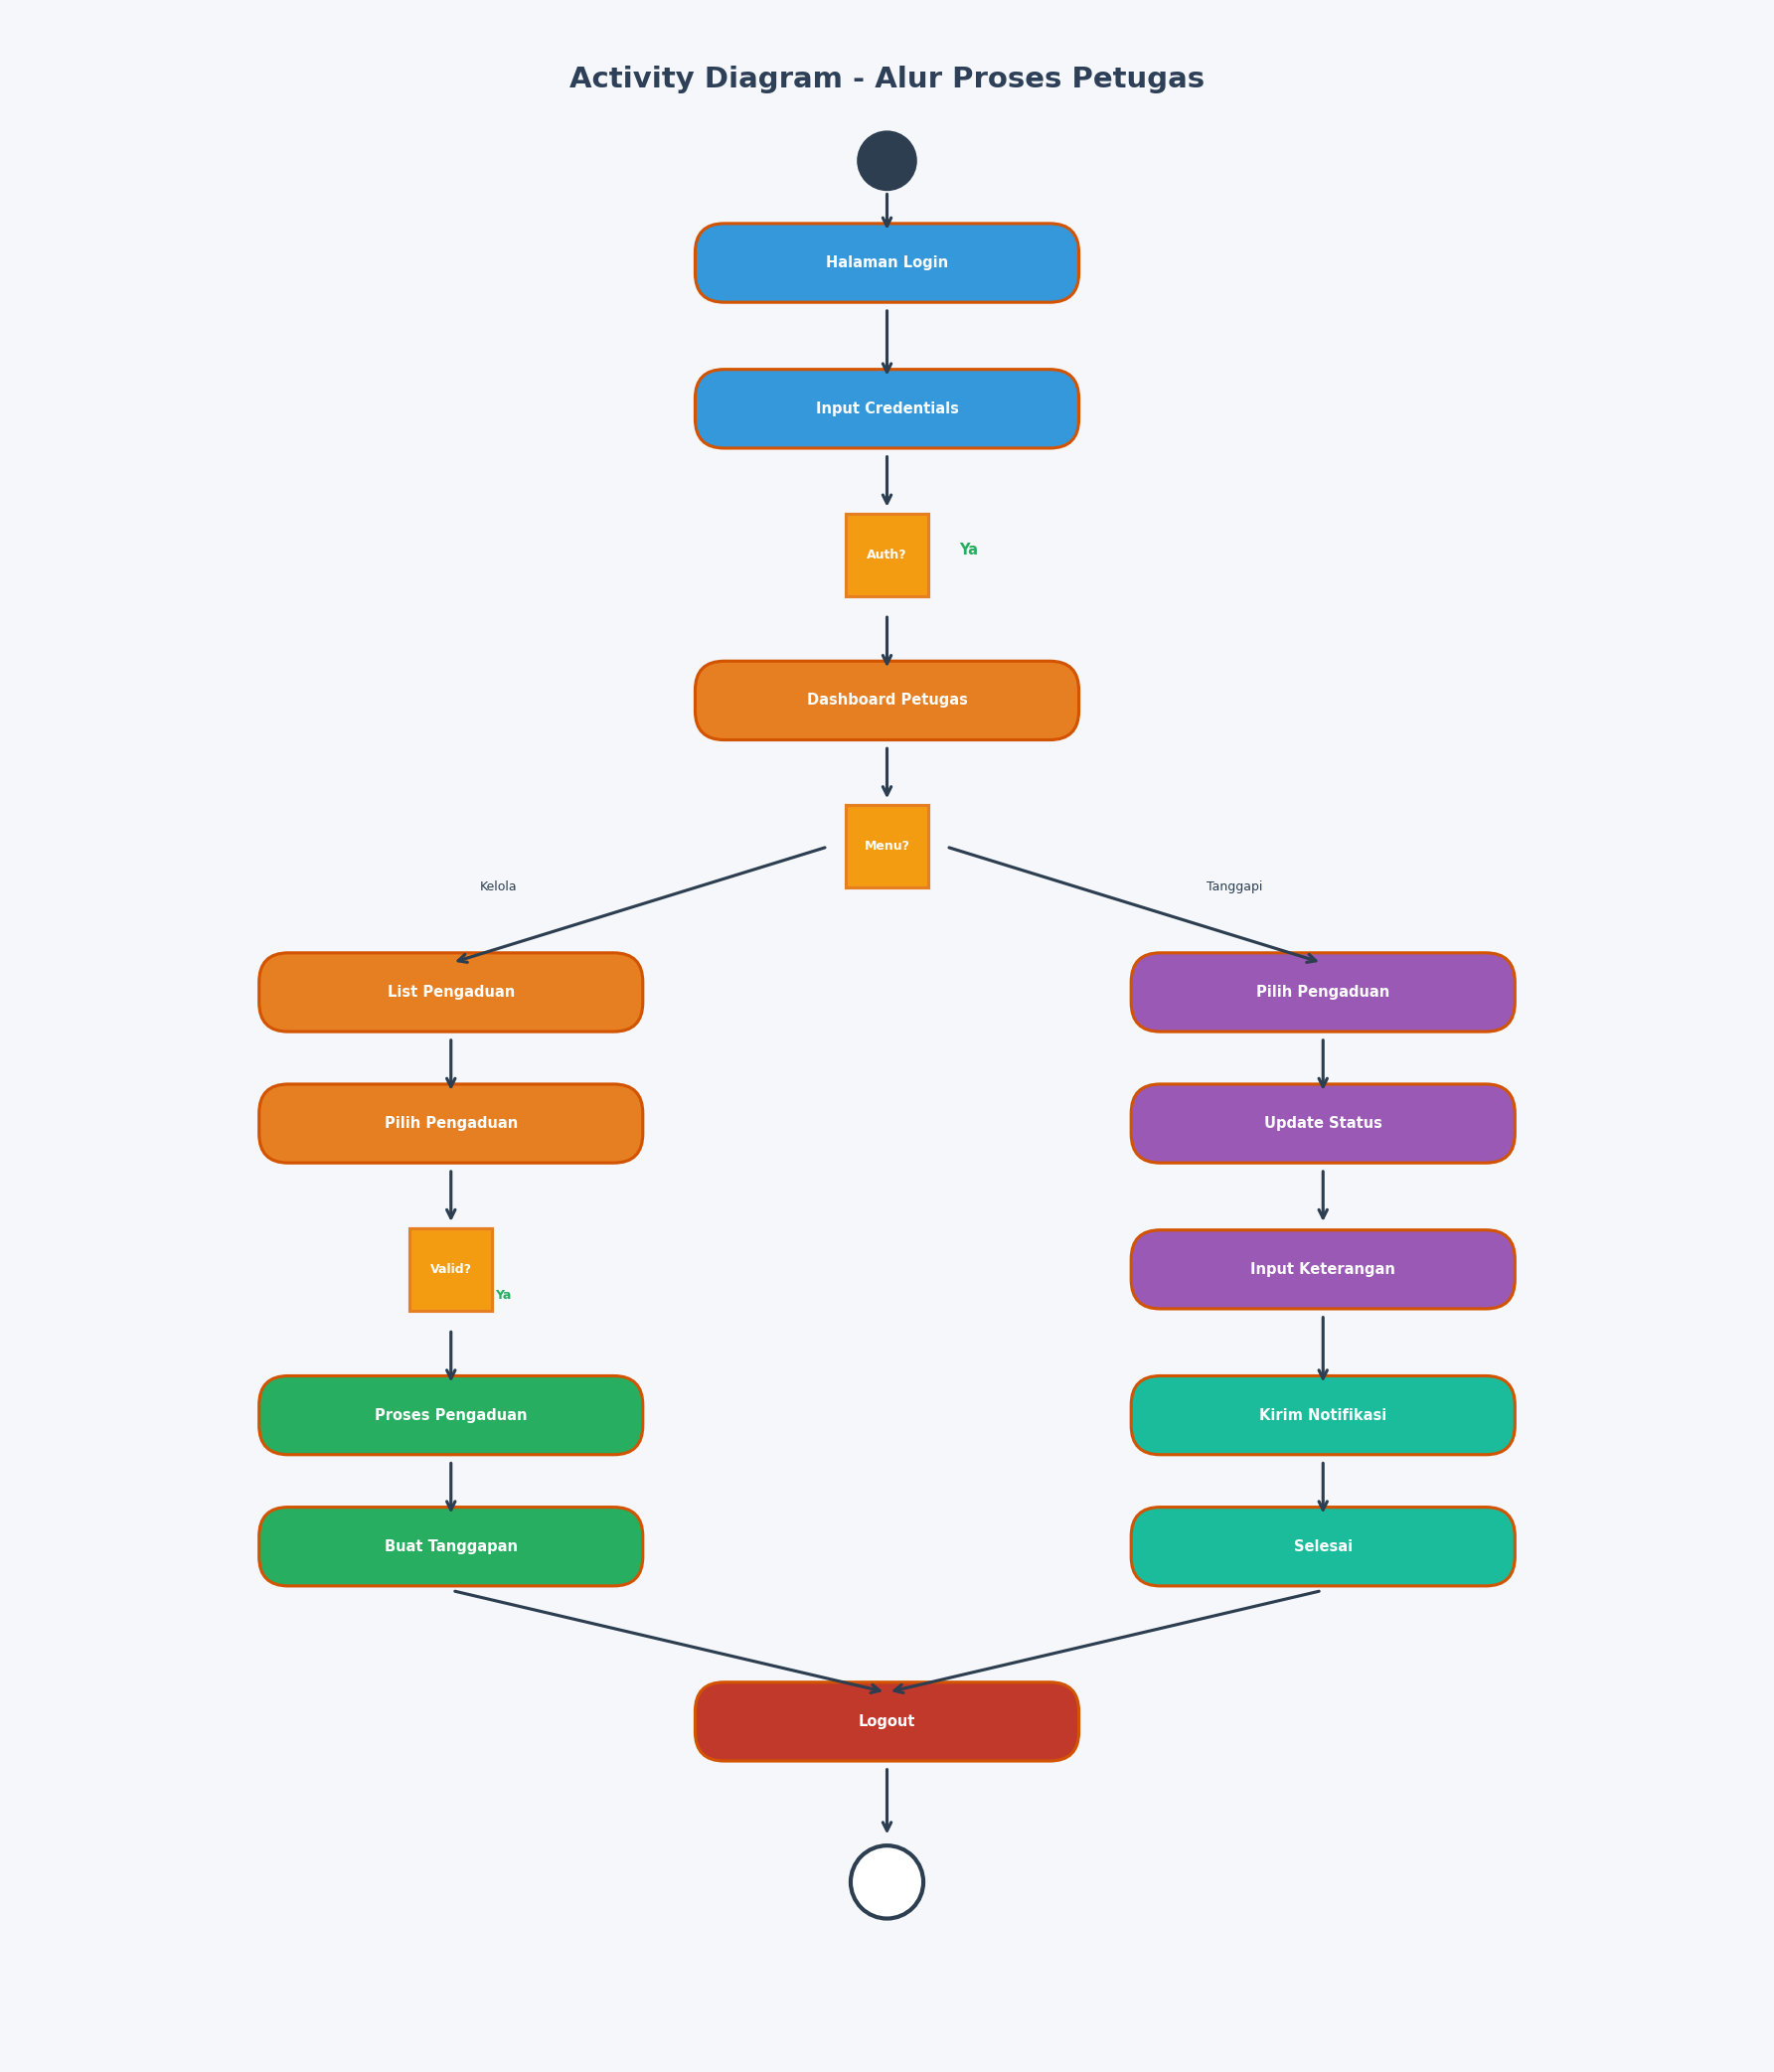 Activity Diagram - Alur Proses Petugas
Halaman Login
Input Credentials
Auth?
Ya
Dashboard Petugas
Menu?
Kelola
Tanggapi
List Pengaduan
Pilih Pengaduan
Pilih Pengaduan
Update Status
Valid?
Ya
Input Keterangan
Proses Pengaduan
Kirim Notifikasi
Buat Tanggapan
Selesai
Logout